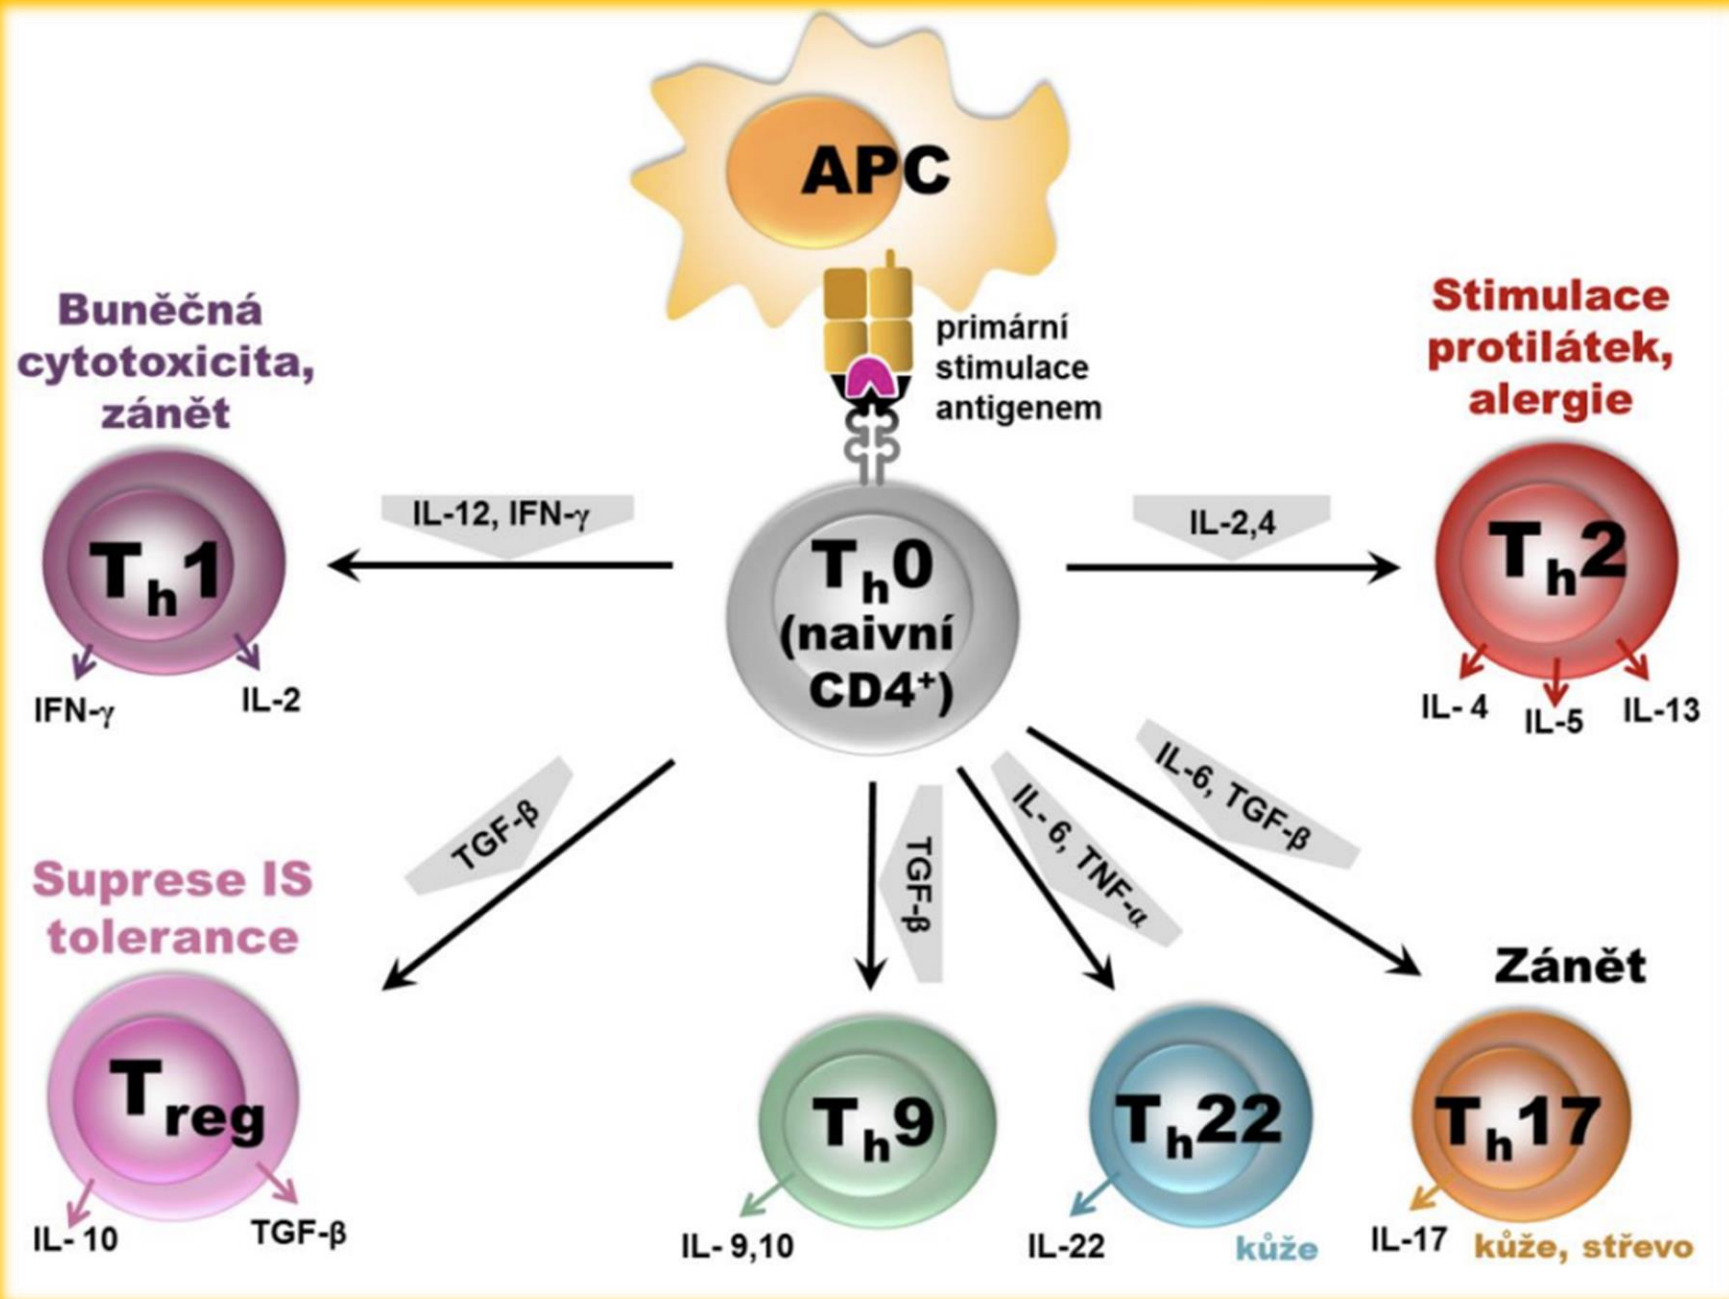 APC
primární
stimulace
antigenem
Buněčná
cytotoxicita,
zánět
Th1
IFN-γ
IL-2
IL-12, IFN-γ
Th0
(naivní
CD4⁺)
IL-2,4
Stimulace
protilátek,
alergie
Th2
IL- 4
IL-5
IL-13
TGF-β
TGF-β
IL- 6, TNF-α
IL-6, TGF-β
Suprese IS
tolerance
Treg
IL- 10
TGF-β
Th9
IL- 9,10
Th22
IL-22
kůže
Zánět
Th17
IL-17
kůže, střevo